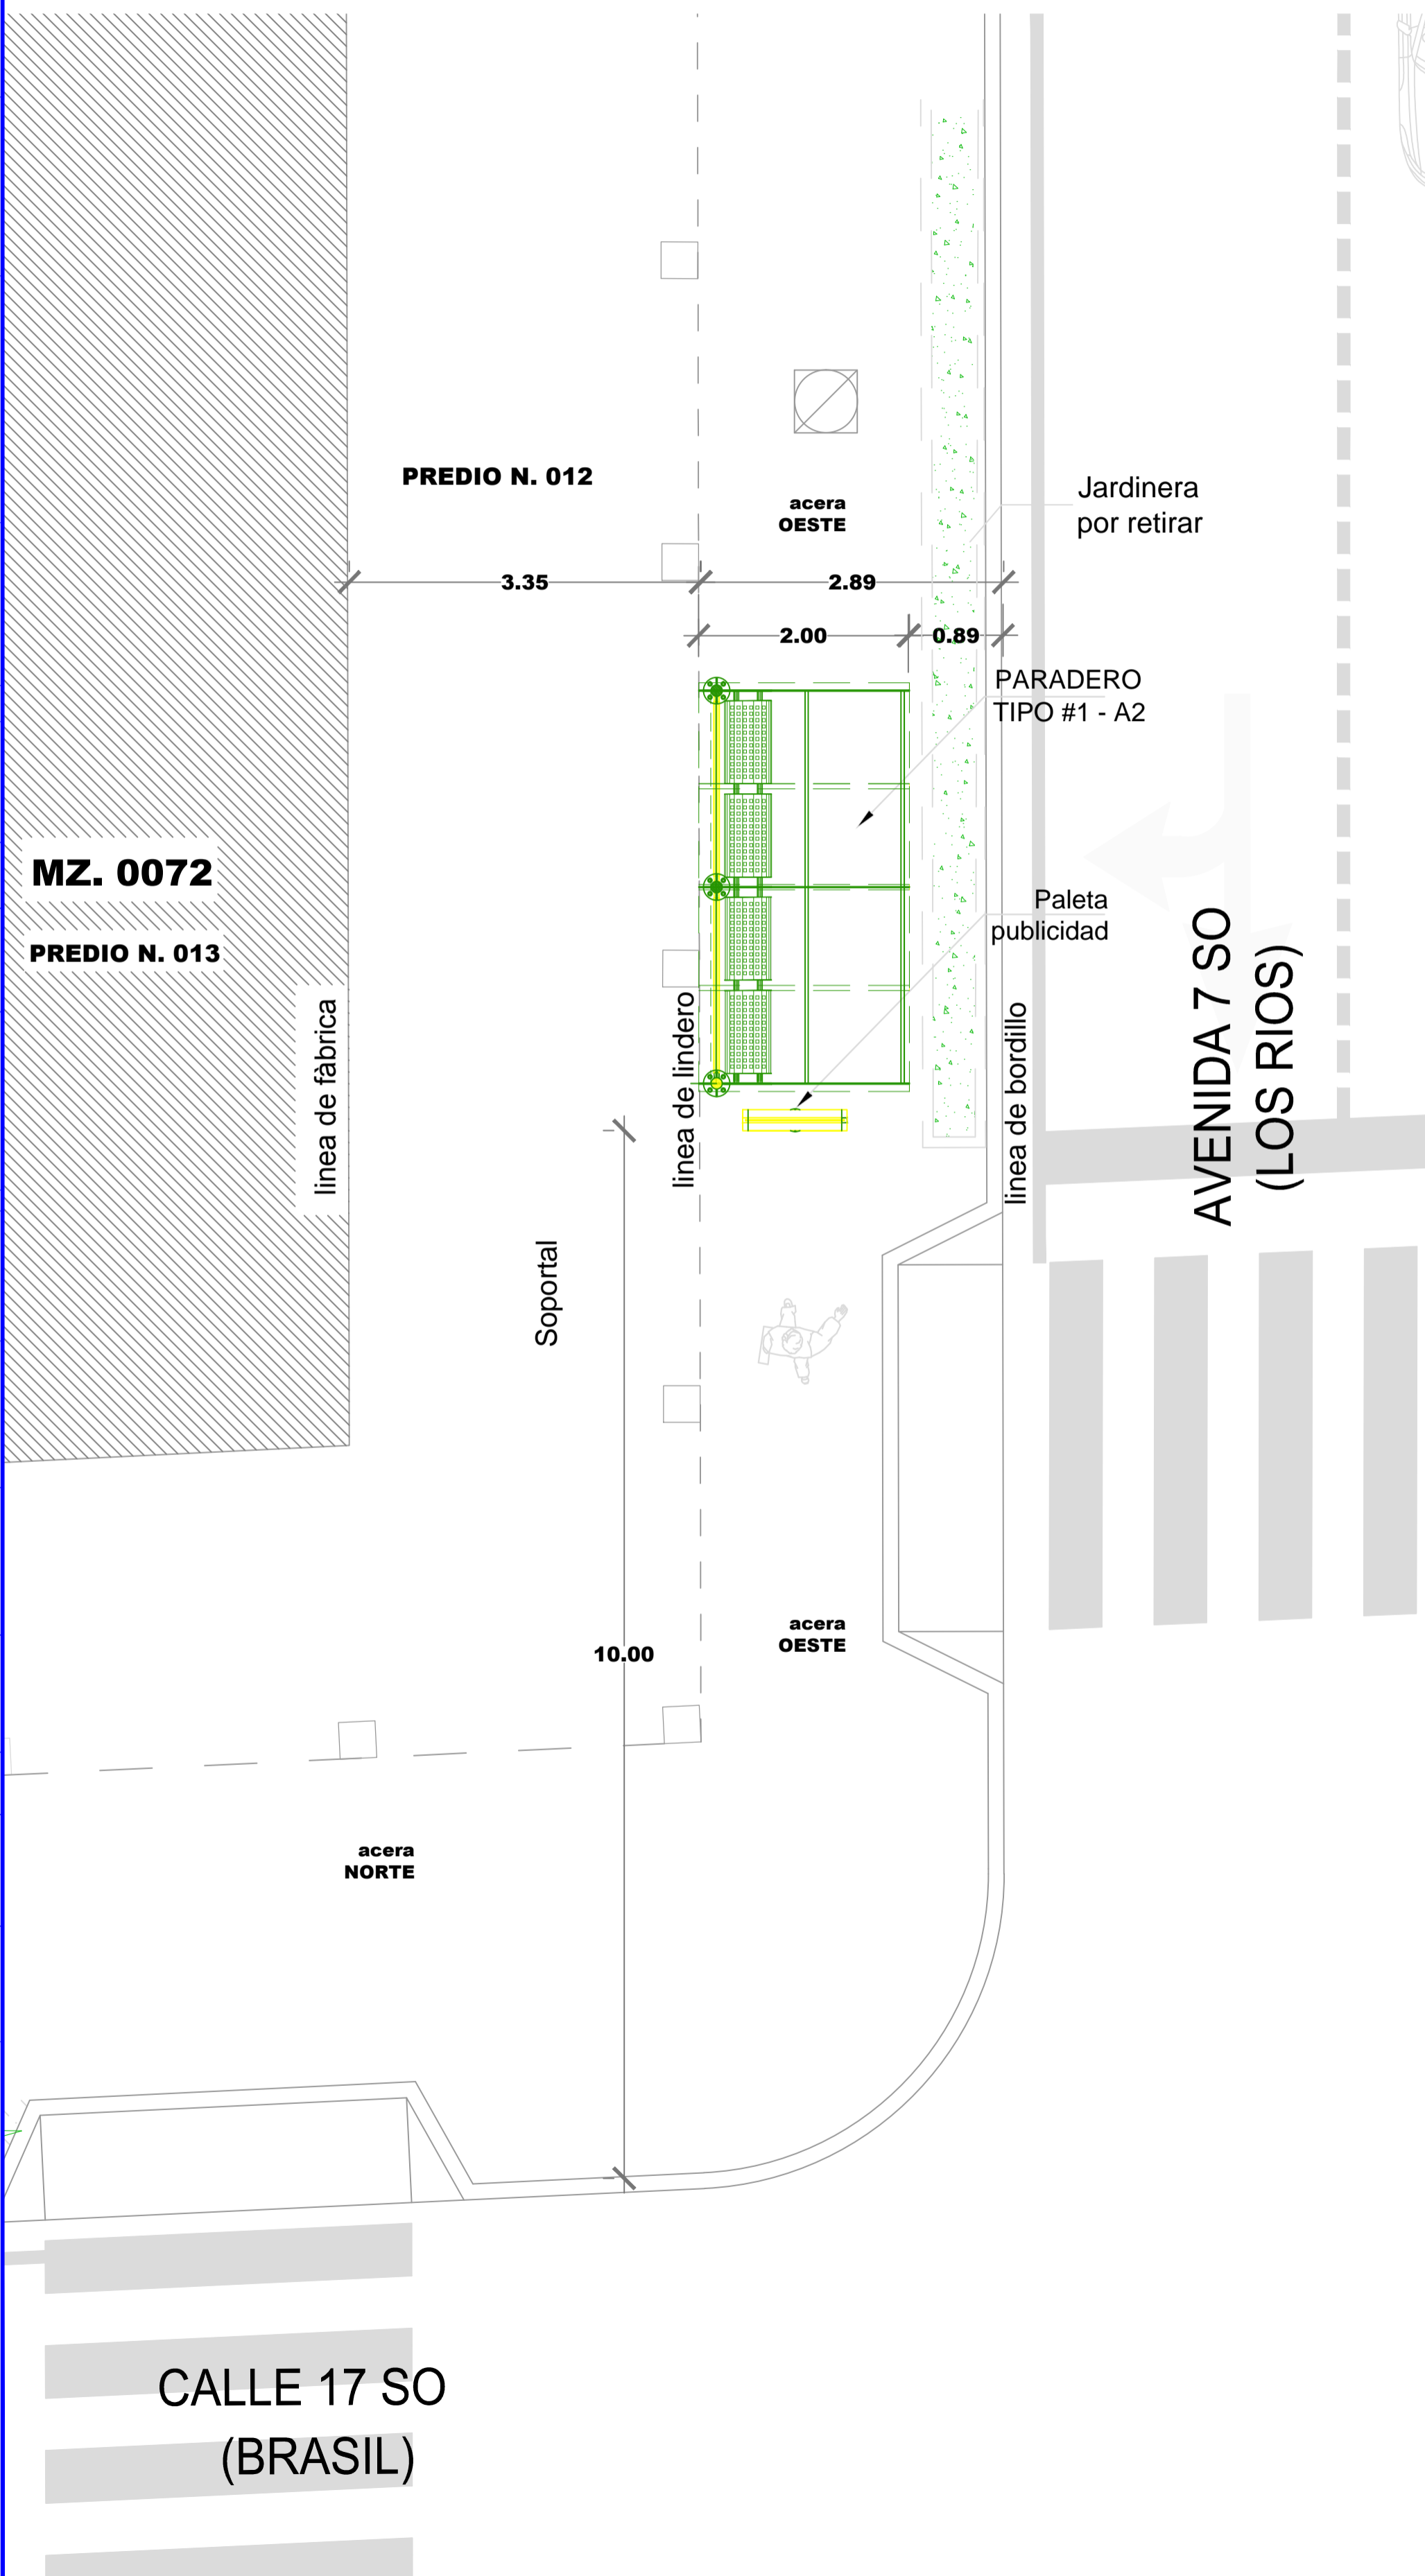 PREDIO N. 012
acera
OESTE
Jardinera
por retirar
3.35
2.89
2.00
0.89
PARADERO
TIPO #1 - A2
MZ. 0072
PREDIO N. 013
Paleta
publicidad
linea de fàbrica
linea de lindero
linea de bordillo
AVENIDA 7 SO
(LOS RIOS)
Soportal
acera
OESTE
10.00
acera
NORTE
CALLE 17 SO
(BRASIL)